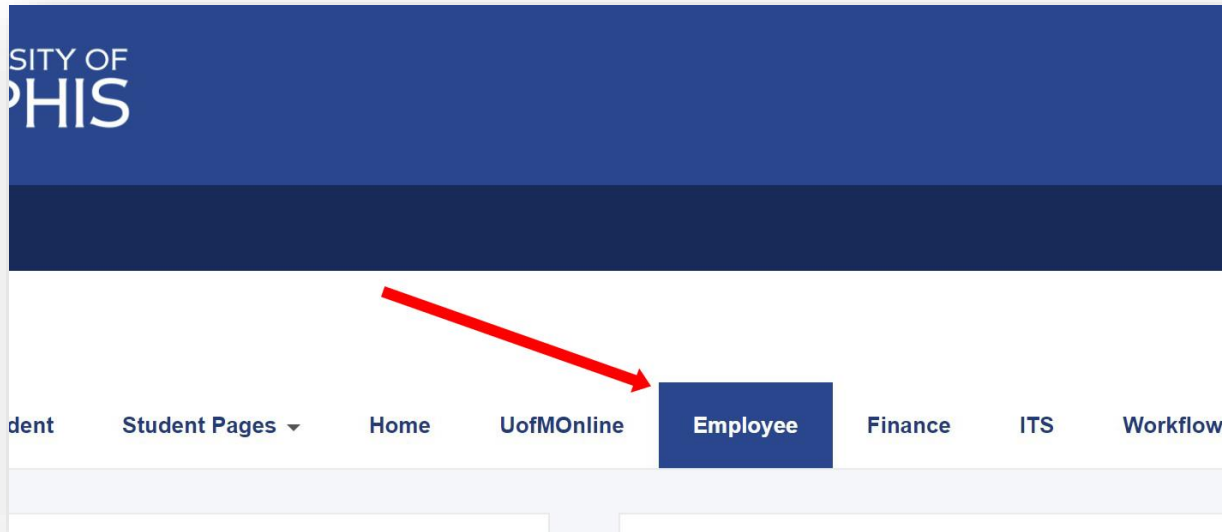 SITY OF
PHIS
dent Student Pages Home UofMOnline Employee Finance ITS Workflow